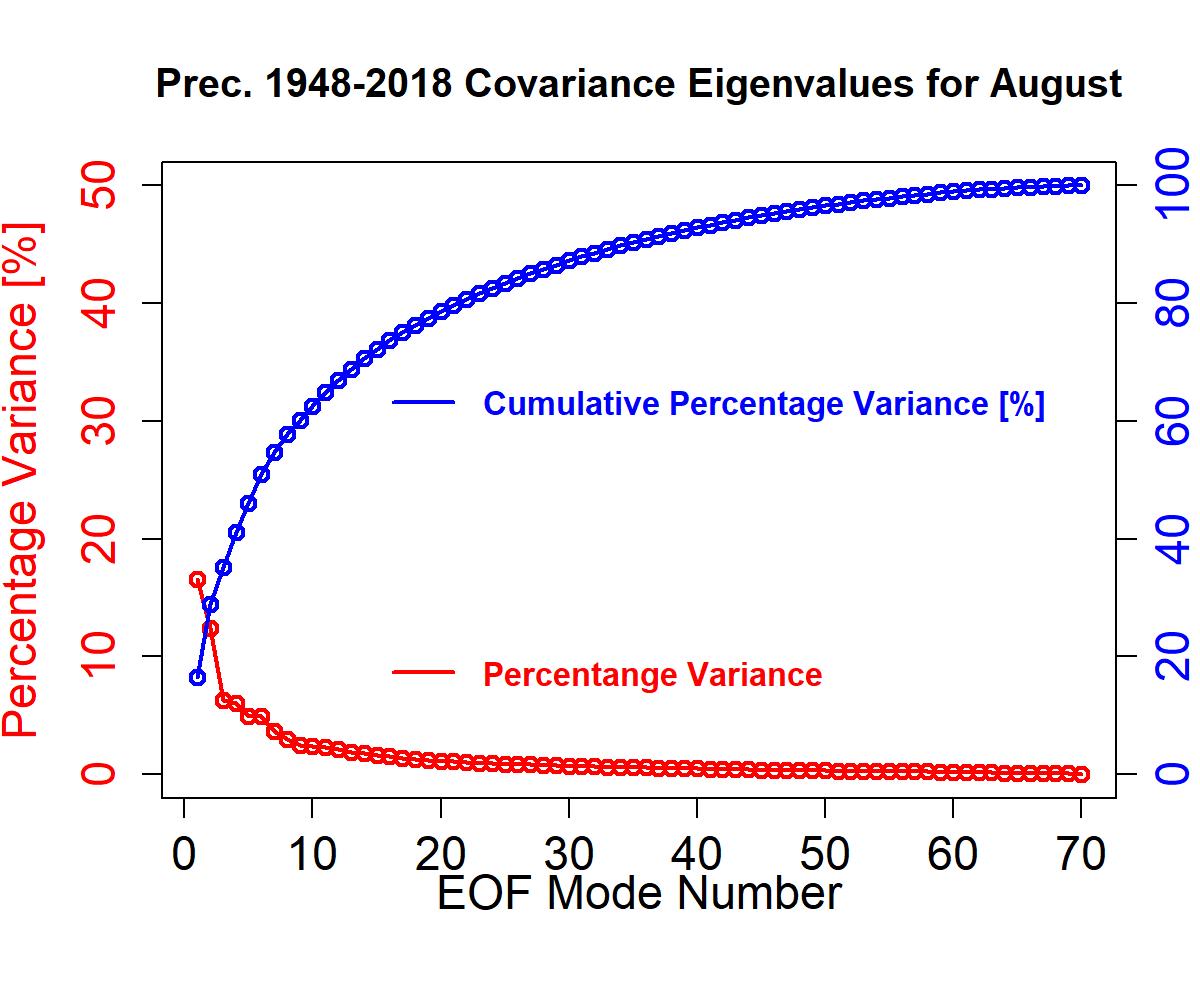 Prec. 1948-2018 Covariance Eigenvalues for August
Percentage Variance [%]
50
40
30
20
10
0
100
80
60
40
20
0
Cumulative Percentage Variance [%]
Percentange Variance
0 10 20 30 40 50 60 70
EOF Mode Number